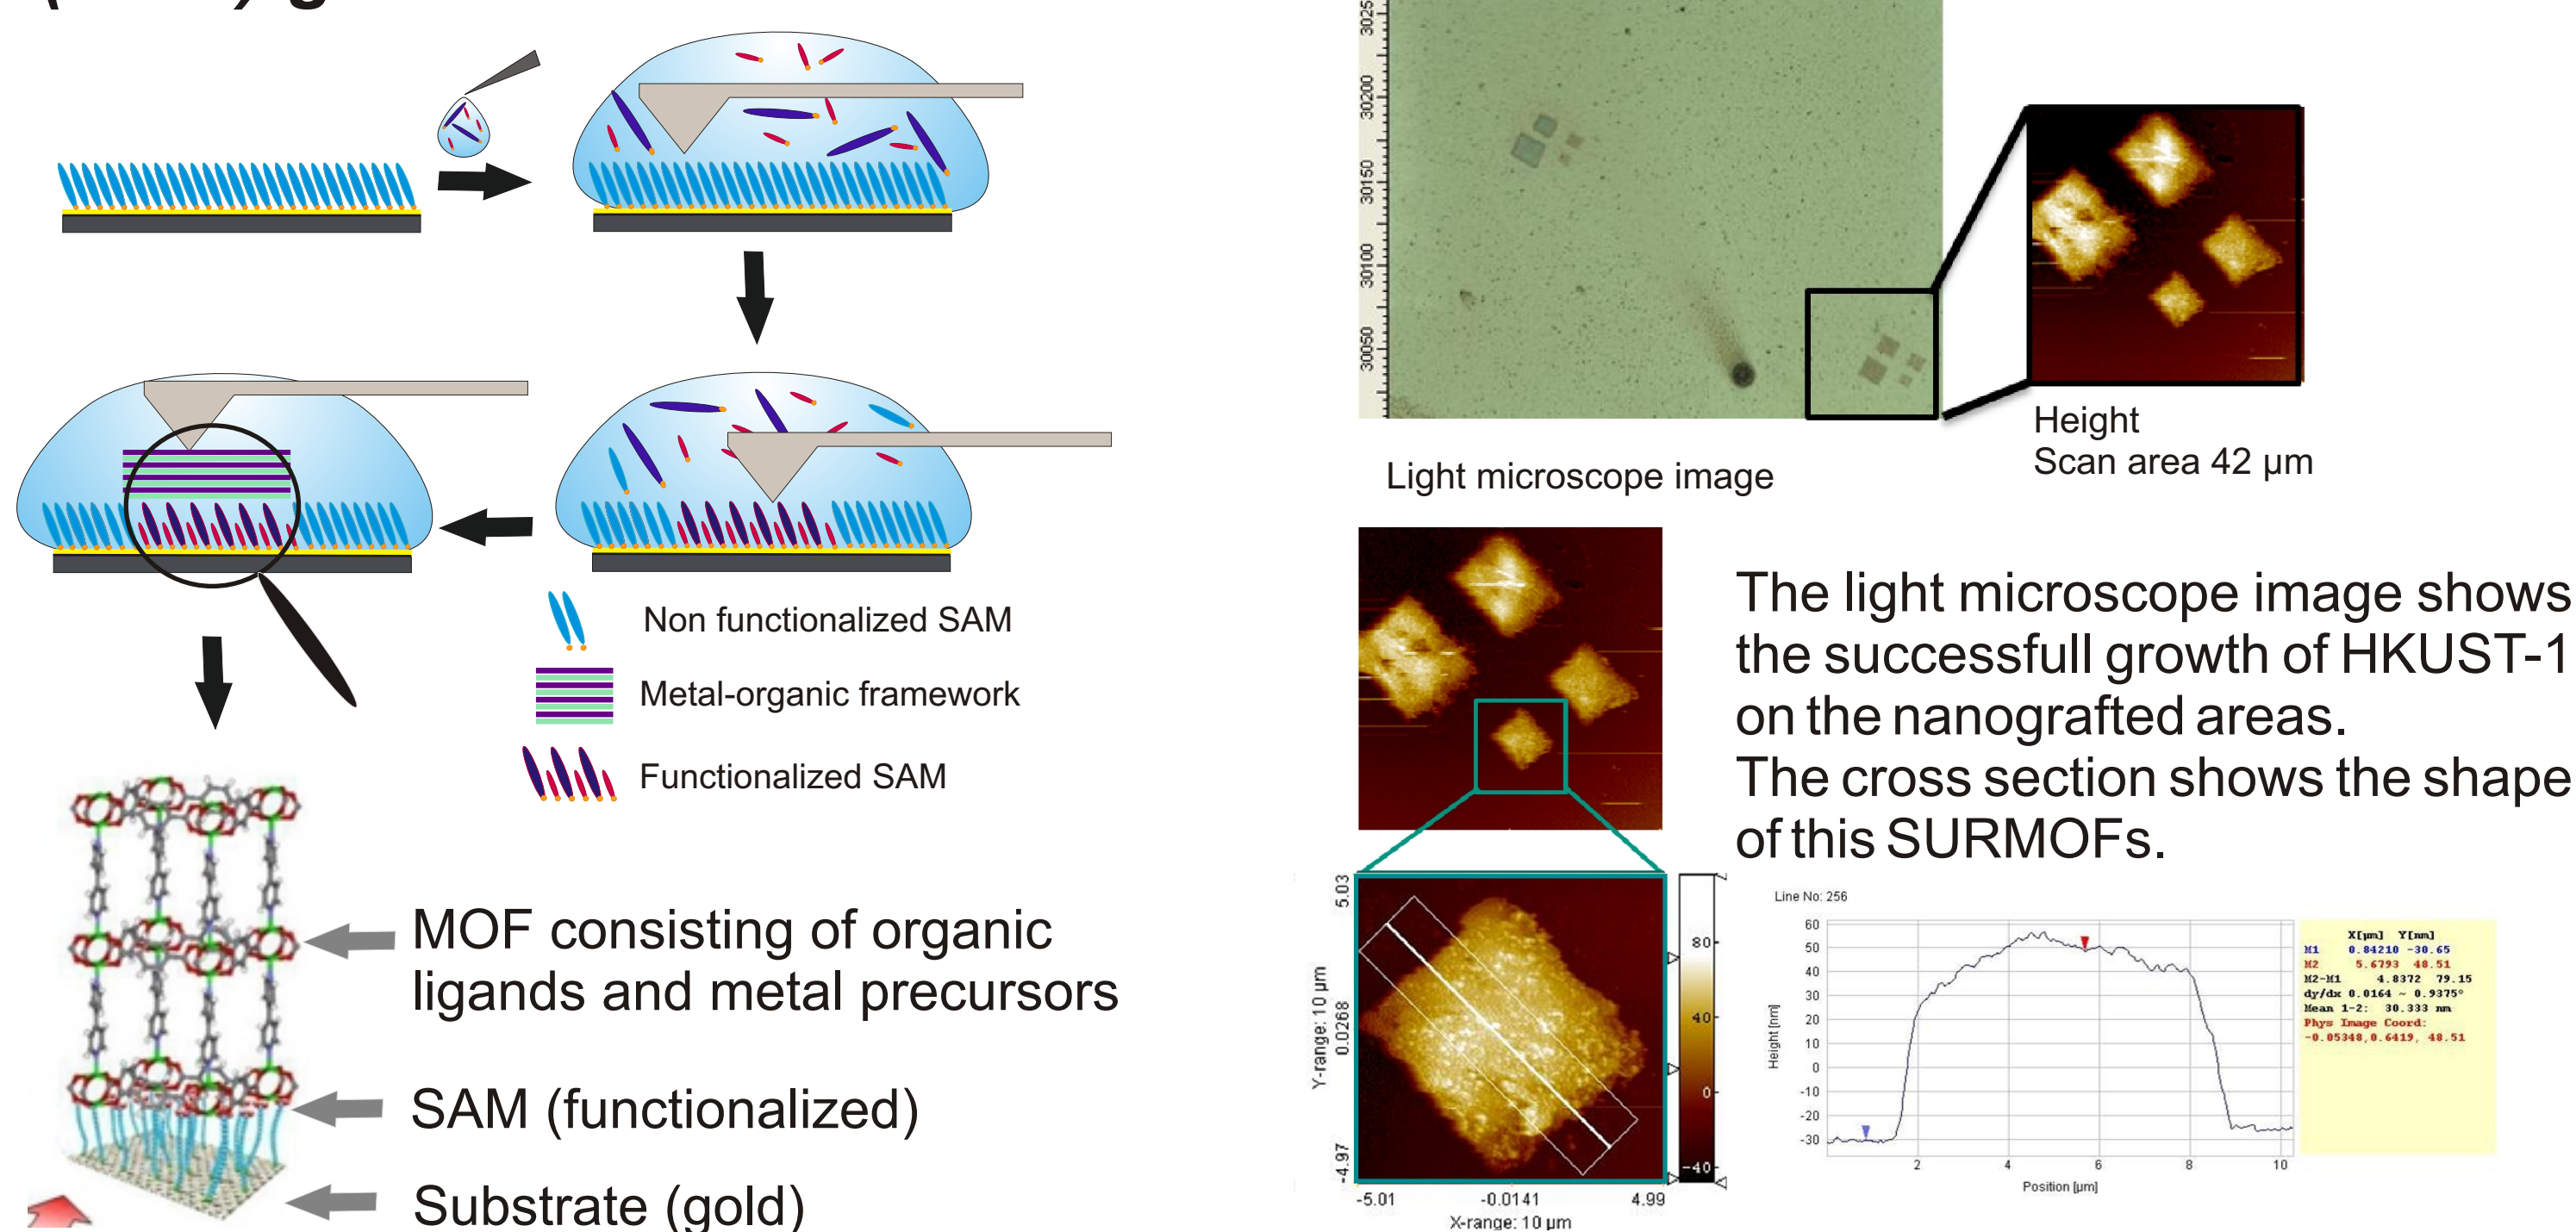 Non functionalized SAM
Metal-organic framework
Functionalized SAM
MOF consisting of organic
ligands and metal precursors
SAM (functionalized)
Substrate (gold)
30200
30150
30100
30050
Light microscope image
Height
Scan area 42 µm
The light microscope image shows
the successfull growth of HKUST-1
on the nanografted areas.
The cross section shows the shape
of this SURMOFs.
5.03
0.0268
-4.97
Y-range: 10 µm
80
40
0
-40
-5.01 -0.0141 4.99
X-range: 10 µm
Line No: 256
Height [nm]
60
50
40
30
20
10
0
-10
-20
-30
2 4 6 8 10
Position [µm]
X[µm] Y[nm]
M1 0.84210 -30.65
M2 5.6793 48.51
M2-M1 4.8372 79.15
dy/dx 0.0164 ~ 0.9375°
Mean 1-2: 30.333 nm
Phys Image Coord:
-0.05348,0.6419, 48.51